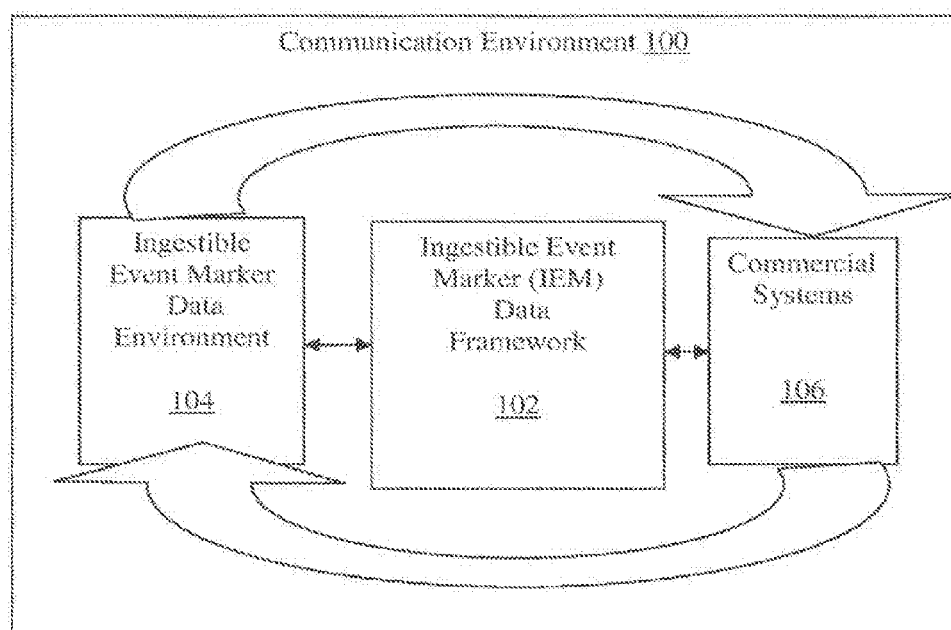 Communication Environment 100
Ingestible
Event Marker
Data
Environment
104
Ingestible Event
Marker (IEM)
Data
Framework
102
Commercial
Systems
106